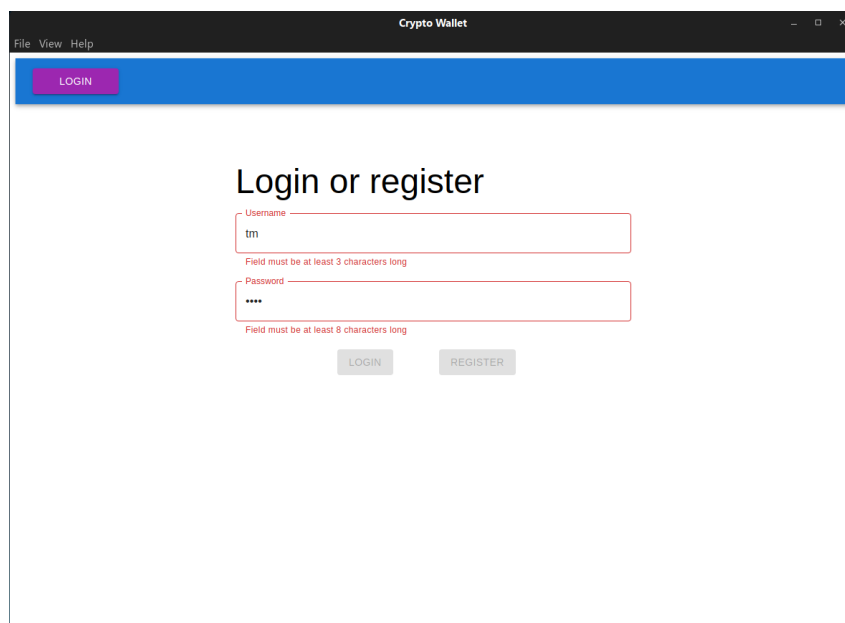 Crypto Wallet
File View Help
LOGIN
Login or register
Username
tm
Field must be at least 3 characters long
Password
••••
Field must be at least 8 characters long
LOGIN REGISTER